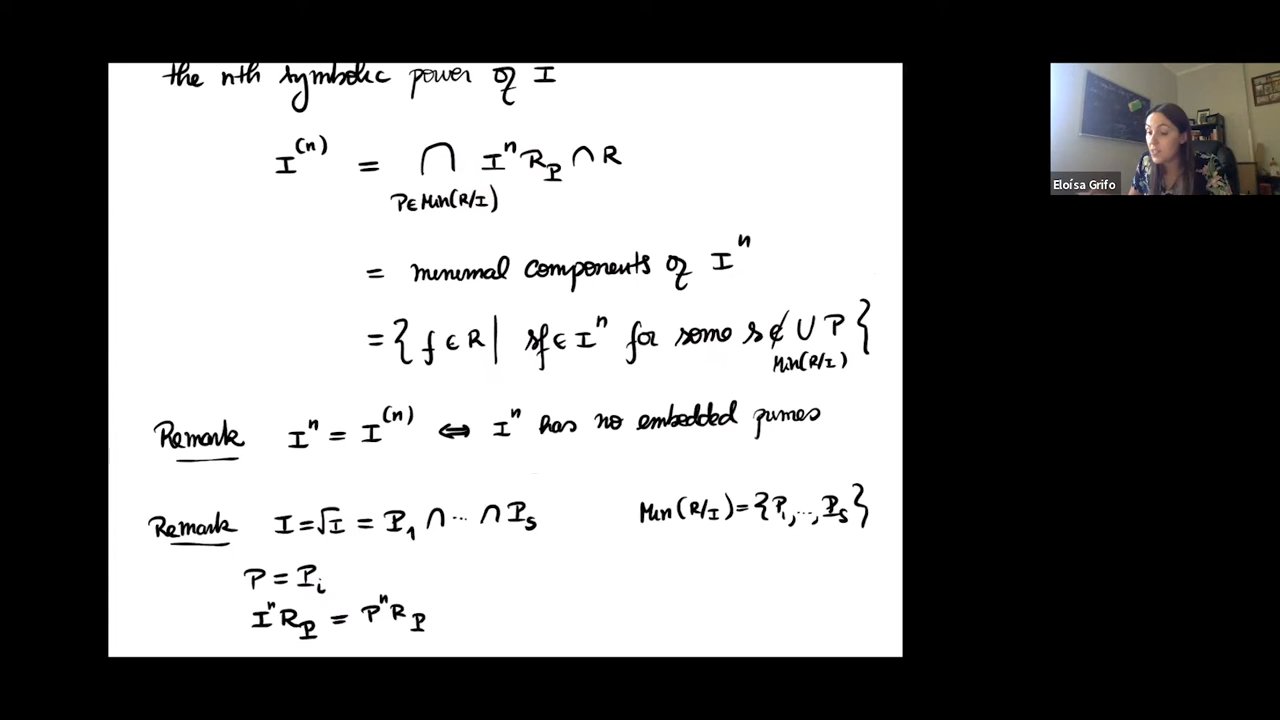 the nth symbolic power of I
I^(n) = ⋂ I^n R_P ∩ R
P∈Min(R/I)
= minimal components of I^n
= { f ∈ R | sf ∈ I^n for some s ∉ ∪ P }
Min(R/I)
Remark I^n = I^(n) ⇔ I^n has no embedded primes
Remark I = √I = P_1 ∩ ... ∩ P_s Min(R/I) = {P_1, ..., P_s}
P = P_i
I^n R_P = P^n R_P
Eloísa Grifo